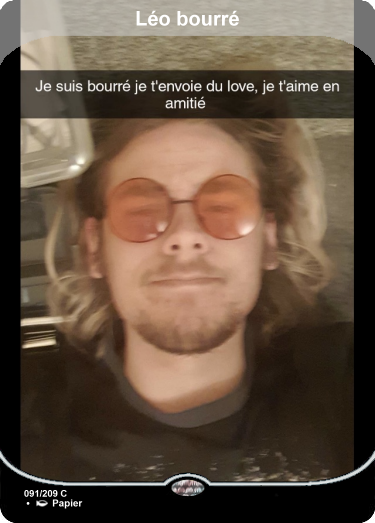 Léo bourré
Je suis bourré je t'envoie du love, je t'aime en
amitié
091/209 C
• Papier